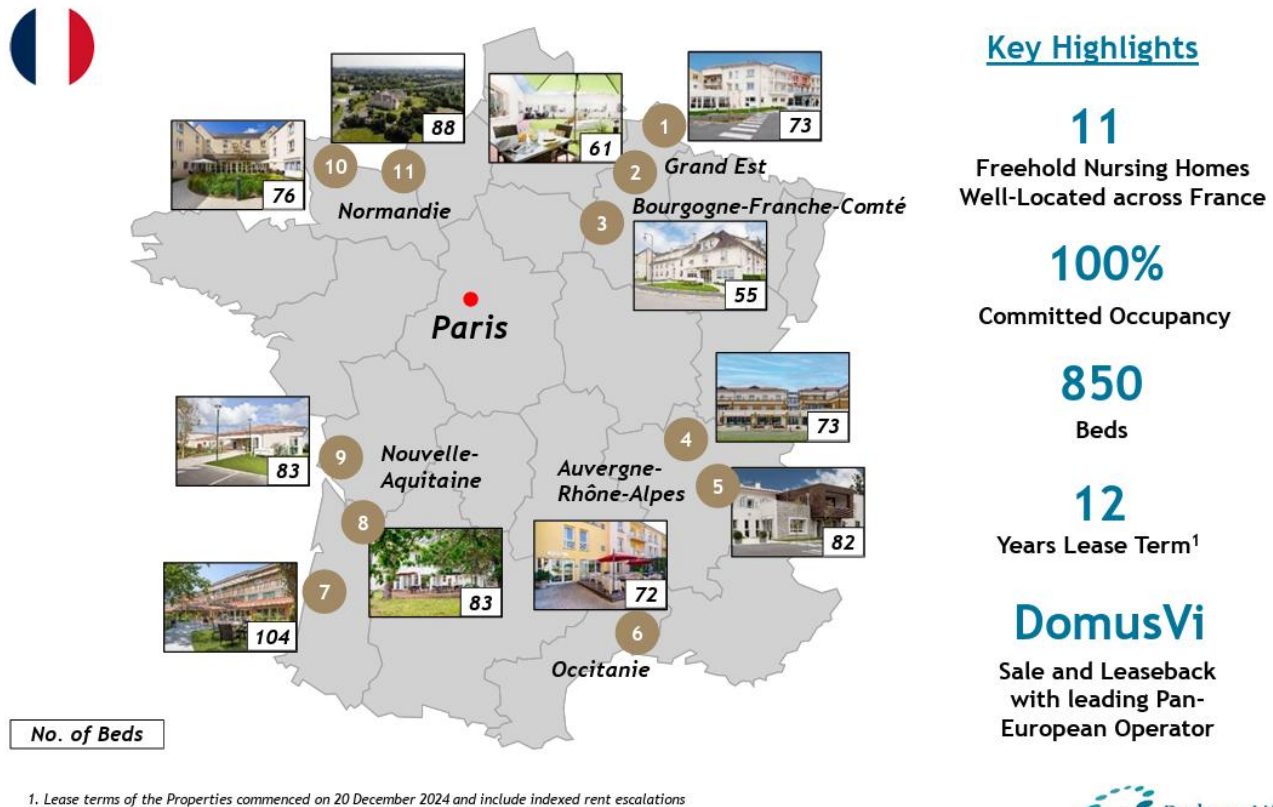 Key Highlights
11
Freehold Nursing Homes
Well-Located across France
100%
Committed Occupancy
850
Beds
12
Years Lease Term¹
DomusVi
Sale and Leaseback
with leading Pan-
European Operator
88
61
73
76
1
2
10
11
Grand Est
Normandie
3
Bourgogne-Franche-Comté
55
Paris
73
4
83
9
Nouvelle-
Aquitaine
Auvergne-
Rhône-Alpes
5
82
8
83
72
7
104
6
Occitanie
No. of Beds
1. Lease terms of the Properties commenced on 20 December 2024 and include indexed rent escalations